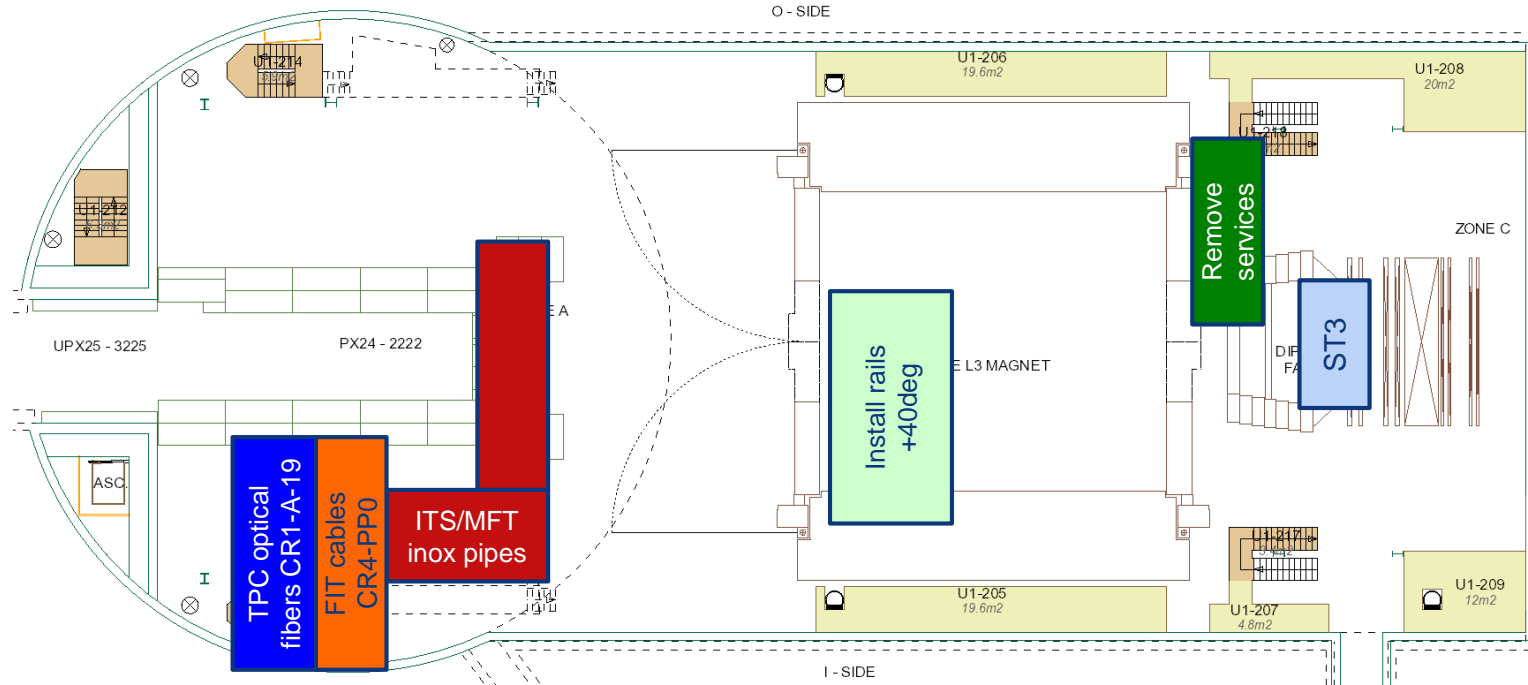 O - SIDE
U1-214
U1-206
19.6m2
U1-208
20m2
U1-218
U1-212
Remove
services
ZONE C
E A
UPX25 - 3225
PX24 - 2222
Install rails
+40deg
E L3 MAGNET
DIP
FA
ST3
ASC.
TPC optical
fibers CR1-A-19
FIT cables
CR4-PP0
ITS/MFT
inox pipes
U1-217
U1-205
19.6m2
U1-207
4.8m2
U1-209
12m2
I - SIDE